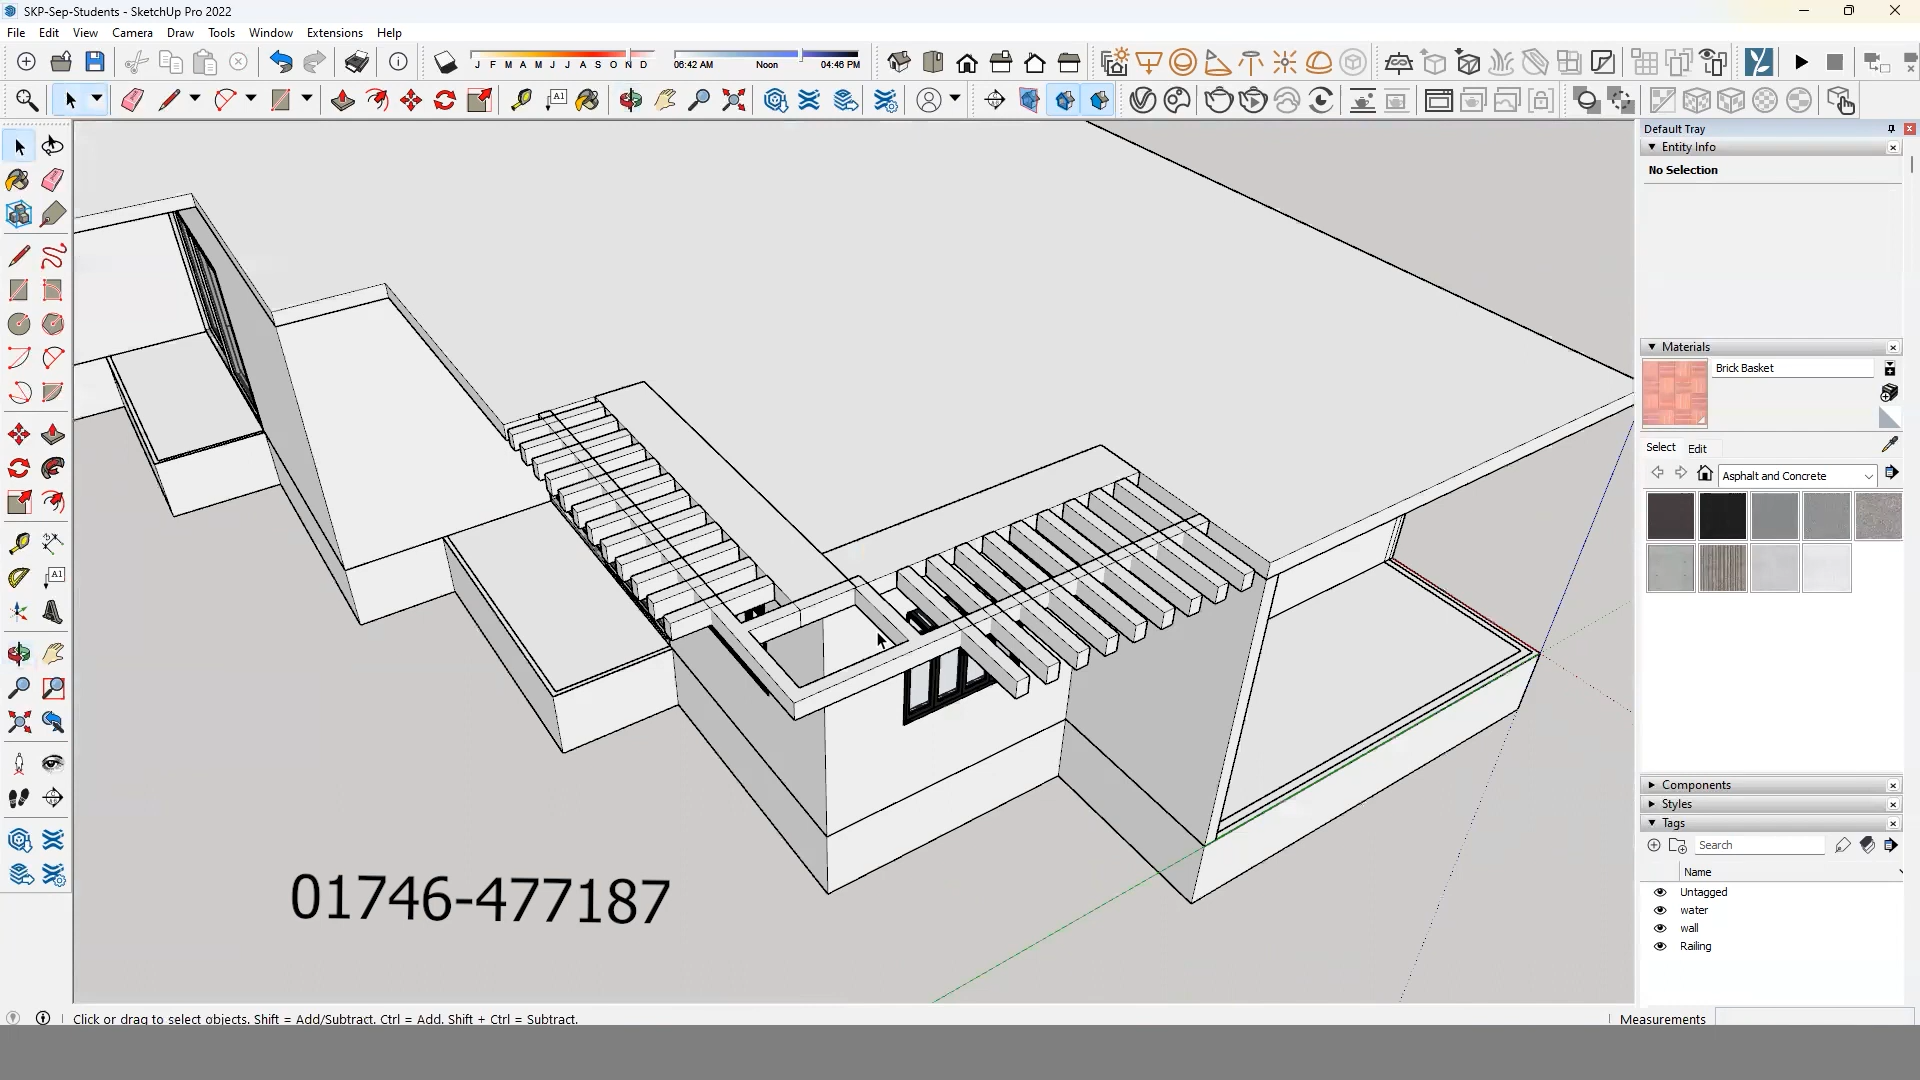 SKP-Sep-Students - SketchUp Pro 2022
File Edit View Camera Draw Tools Window Extensions Help
J F M A M J J A S O N D 06:42 AM Noon 04:46 PM
A1
Default Tray
Entity Info
No Selection
Materials
Brick Basket
Select Edit
Asphalt and Concrete
A1
Components
Styles
Tags
Search
Name
Untagged
water
wall
Railing
01746-477187
Click or drag to select objects. Shift = Add/Subtract. Ctrl = Add. Shift + Ctrl = Subtract.
Measurements